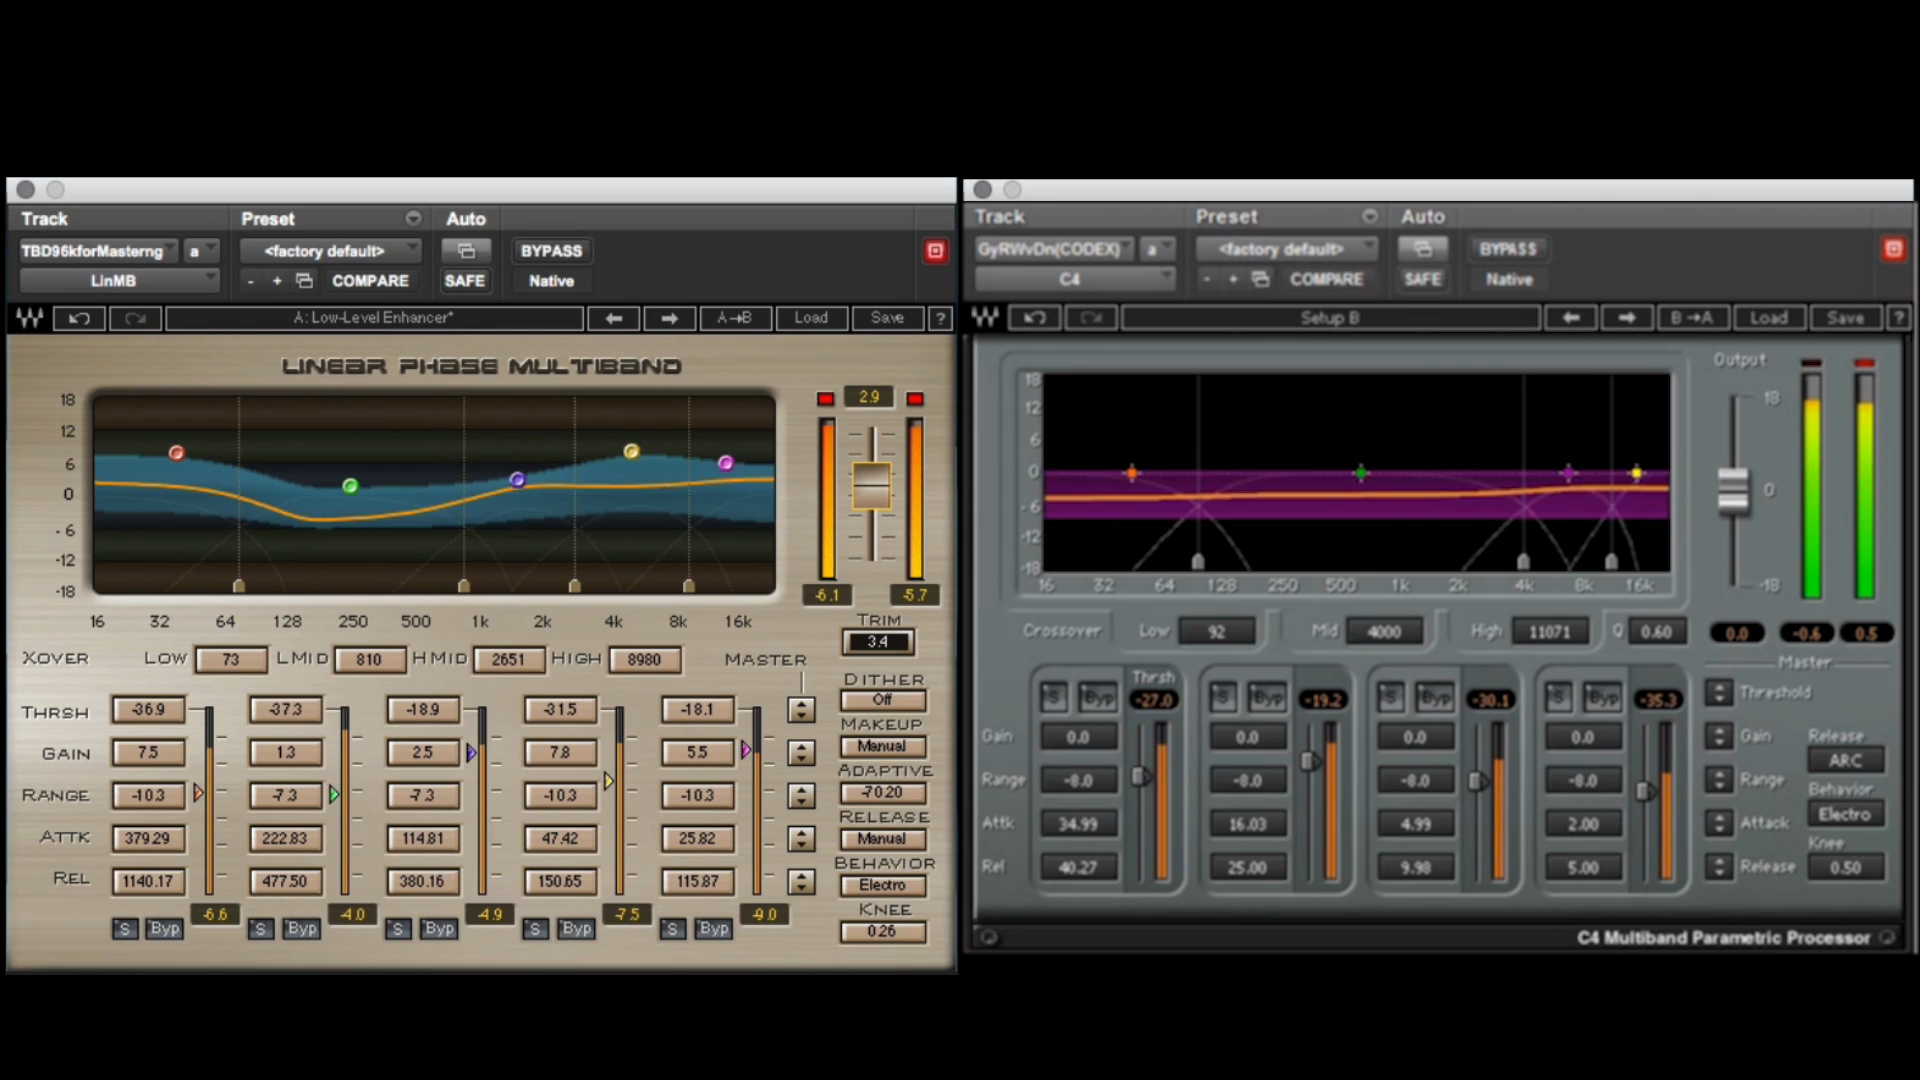 Track Preset Auto
TBD96kforMasterng a <factory default> BYPASS
LinMB - + COMPARE SAFE Native
A: Low-Level Enhancer* A→B Load Save ?
LINEAR PHASE MULTIBAND
18 2.9
12
6
0
-6
-12
-18 -6.1 -5.7
16 32 64 128 250 500 1k 2k 4k 8k 16k TRIM
3.4
XOVER LOW 73 LMID 810 HMID 2651 HIGH 8980 MASTER
DITHER
Off
THRSH -36.9 -37.3 -18.9 -31.5 -18.1
MAKEUP
Manual
GAIN 7.5 1.3 2.5 7.8 5.5
ADAPTIVE
-70.20
RANGE -10.3 -7.3 -7.3 -10.3 -10.3
RELEASE
Manual
ATTK 379.29 222.83 114.81 47.42 25.82
BEHAVIOR
Electro
REL 1140.17 477.50 380.16 150.65 115.87
KNEE
0.26
-6.6 -4.0 -4.9 -7.5 -9.0
S Byp S Byp S Byp S Byp S Byp
Track Preset Auto
GyRWvDn(CODEX) a <factory default> BYPASS
C4 - + COMPARE SAFE Native
Setup B B→A Load Save ?
Output
18 18
12
6
0 0
-6
-12
-18 -18
16 32 64 128 250 500 1k 2k 4k 8k 16k
Crossover Low 92 Mid 4000 High 11071 Q 0.60 0.0 -0.6 0.5
Master
Thrsh
S Byp -27.0 S Byp -19.2 S Byp -30.1 S Byp -35.3 Threshold
Gain 0.0 0.0 0.0 0.0 Gain Release
ARC
Range -8.0 -8.0 -8.0 -8.0 Range Behavior
Electro
Attk 34.99 16.03 4.99 2.00 Attack
Knee
Rel 40.27 25.00 9.98 5.00 Release 0.50
C4 Multiband Parametric Processor